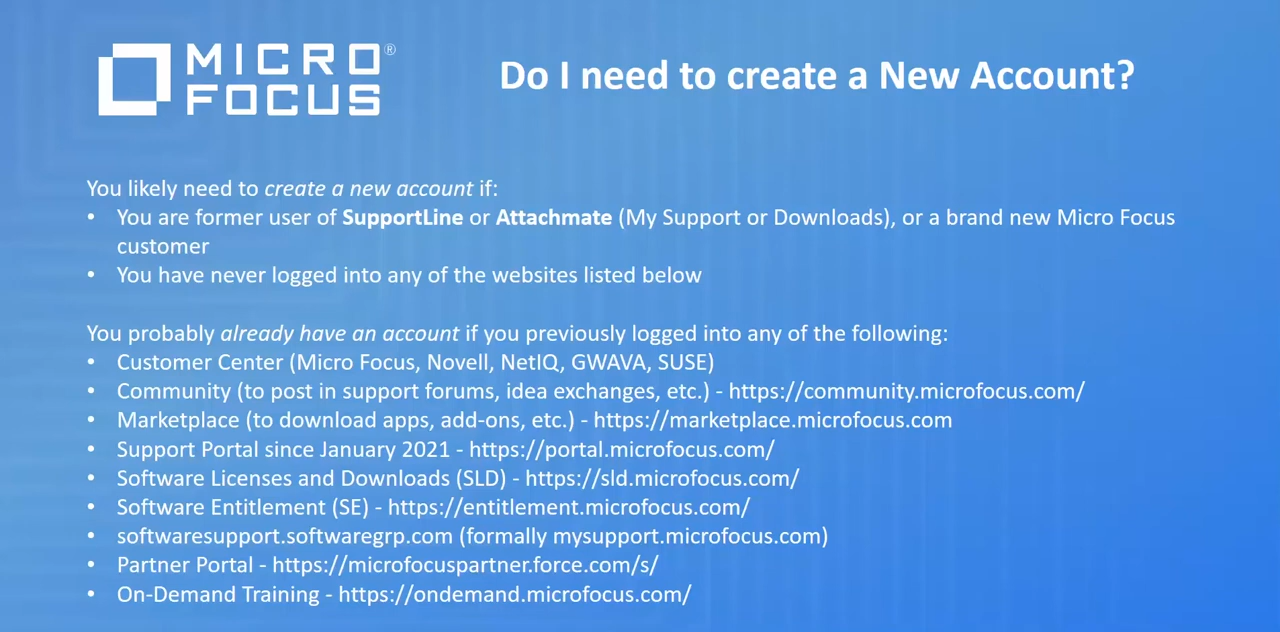 MICRO®
FOCUS
Do I need to create a New Account?
You likely need to create a new account if:
• You are former user of SupportLine or Attachmate (My Support or Downloads), or a brand new Micro Focus
customer
• You have never logged into any of the websites listed below
You probably already have an account if you previously logged into any of the following:
• Customer Center (Micro Focus, Novell, NetIQ, GWAVA, SUSE)
• Community (to post in support forums, idea exchanges, etc.) - https://community.microfocus.com/
• Marketplace (to download apps, add-ons, etc.) - https://marketplace.microfocus.com
• Support Portal since January 2021 - https://portal.microfocus.com/
• Software Licenses and Downloads (SLD) - https://sld.microfocus.com/
• Software Entitlement (SE) - https://entitlement.microfocus.com/
• softwaresupport.softwaregrp.com (formally mysupport.microfocus.com)
• Partner Portal - https://microfocuspartner.force.com/s/
• On-Demand Training - https://ondemand.microfocus.com/